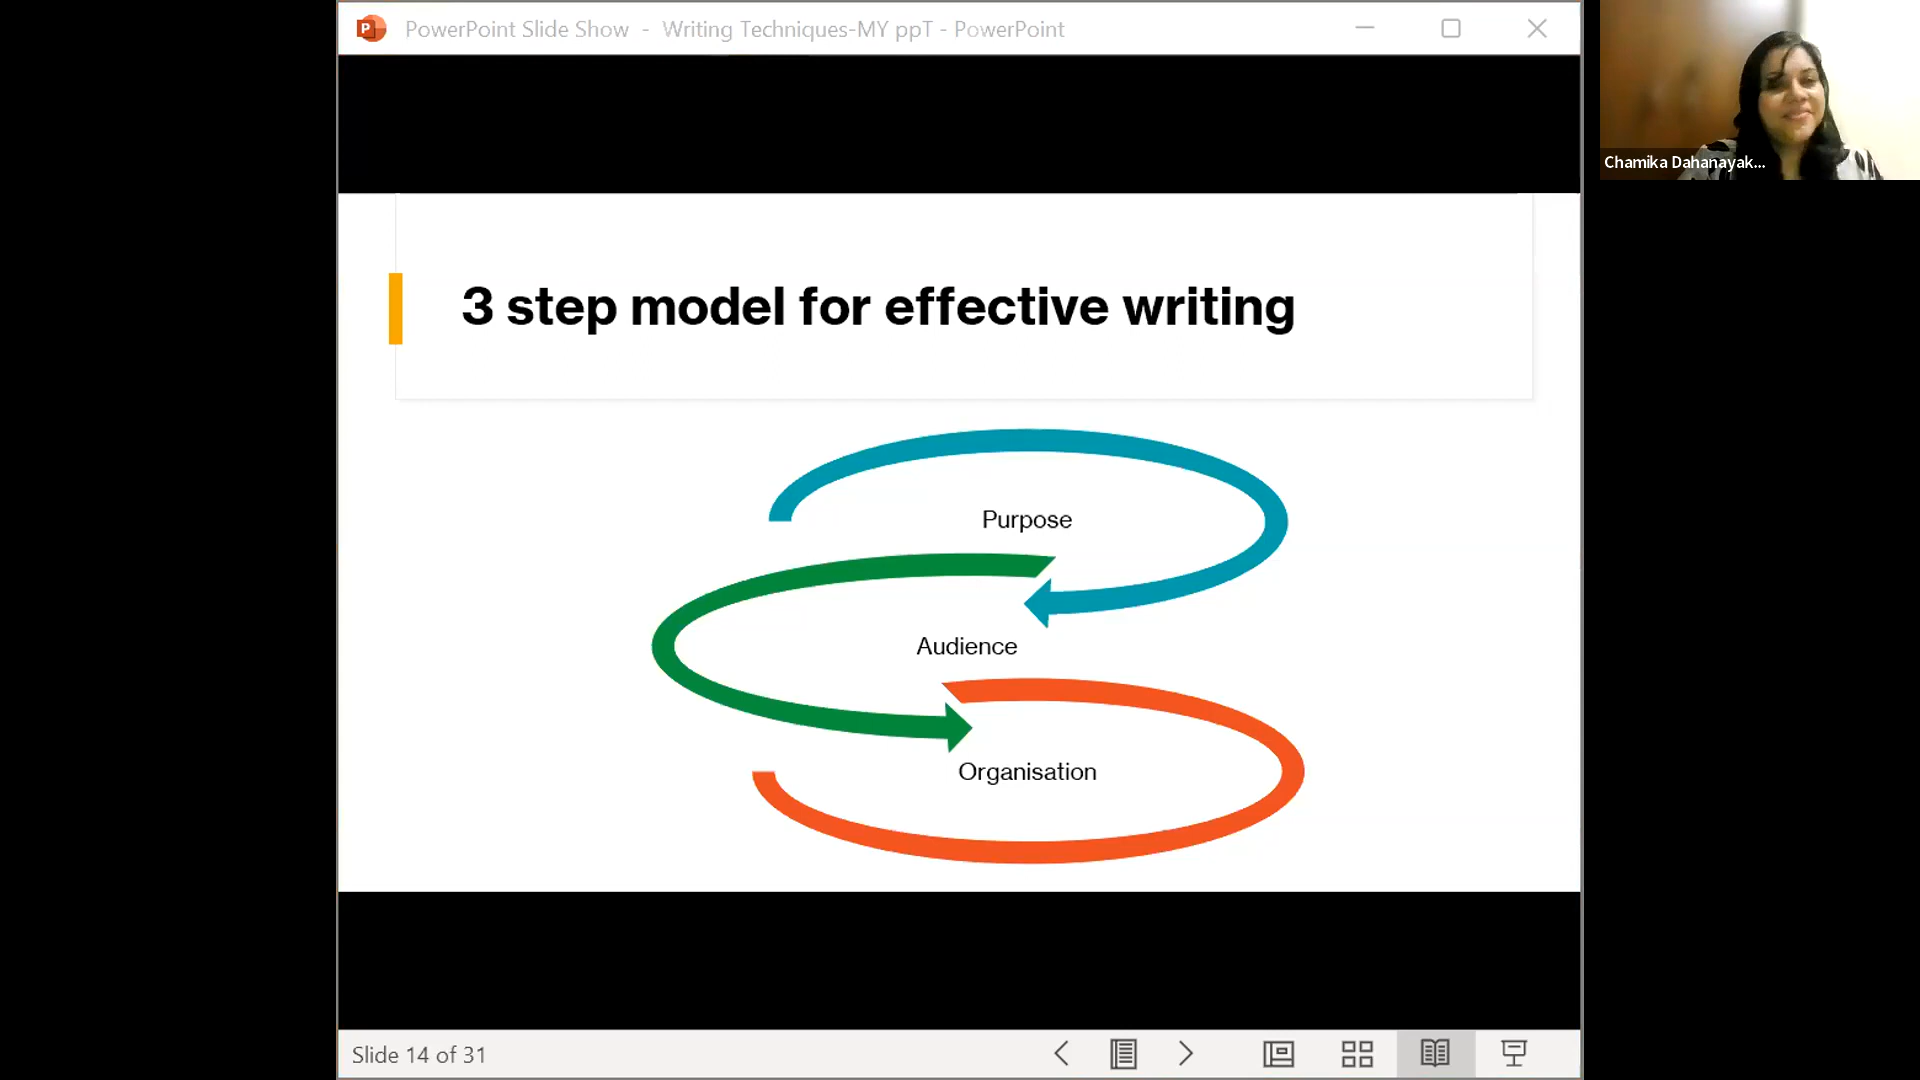 PowerPoint Slide Show - Writing Techniques-MY ppT - PowerPoint
Chamika Dahanayak...
3 step model for effective writing
Purpose
Audience
Organisation
Slide 14 of 31